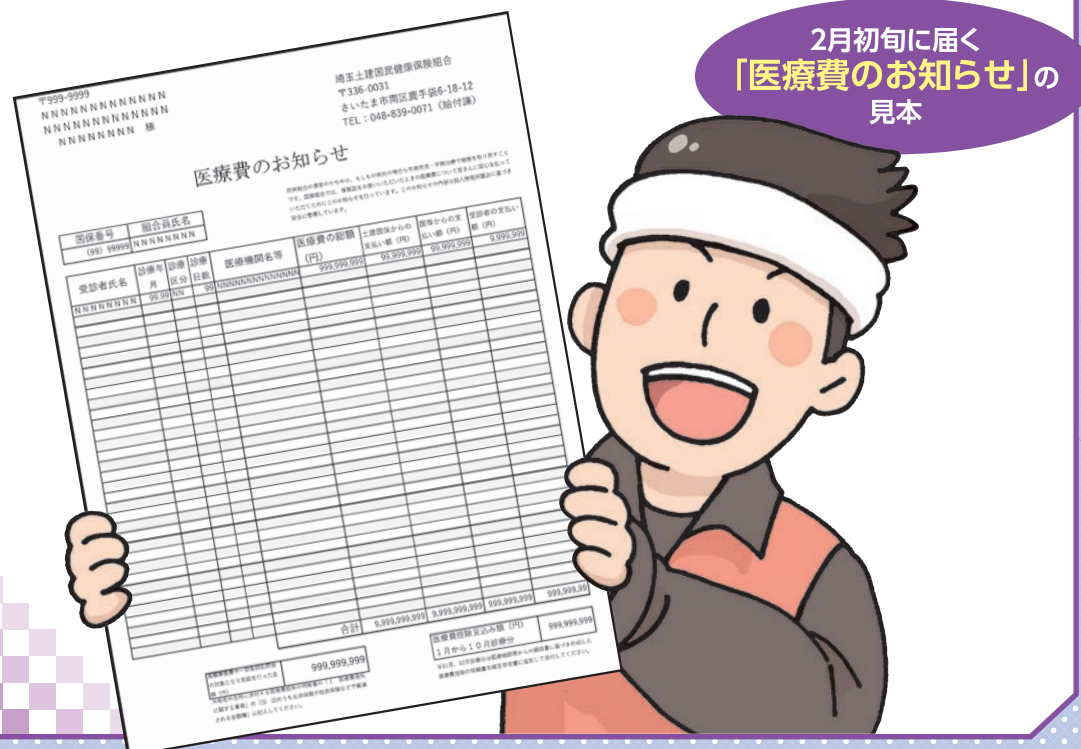 2月初旬に届く
「医療費のお知らせ」の
見本
〒999-9999
NNNNNNNNNNNNNN
NNNNNNNNNNNNNN
NNNNNNNN 様
埼玉土建国民健康保険組合
〒336-0031
さいたま市南区鹿手袋6-18-12
TEL：048-839-0071（給付課）
医療費のお知らせ
国保番号 組合員氏名
(99) 99999 NNNNNNNN
受診者氏名 診療年月 診療区分 診療日数 医療機関名等 医療費の総額（円） 土建国保からの支払い額（円） 国等からの支払い額（円） 受診者の支払い額（円）
NNNNNNNN 99.99 NN 99 NNNNNNNNNNNNNN 999,999,999 99,999,999 99,999,999 9,999,999
合計 9,999,999,999 9,999,999,999 999,999,999 999,999,99
999,999,999
医療費控除見込み額（円）
1月から10月診療分
999,999,999